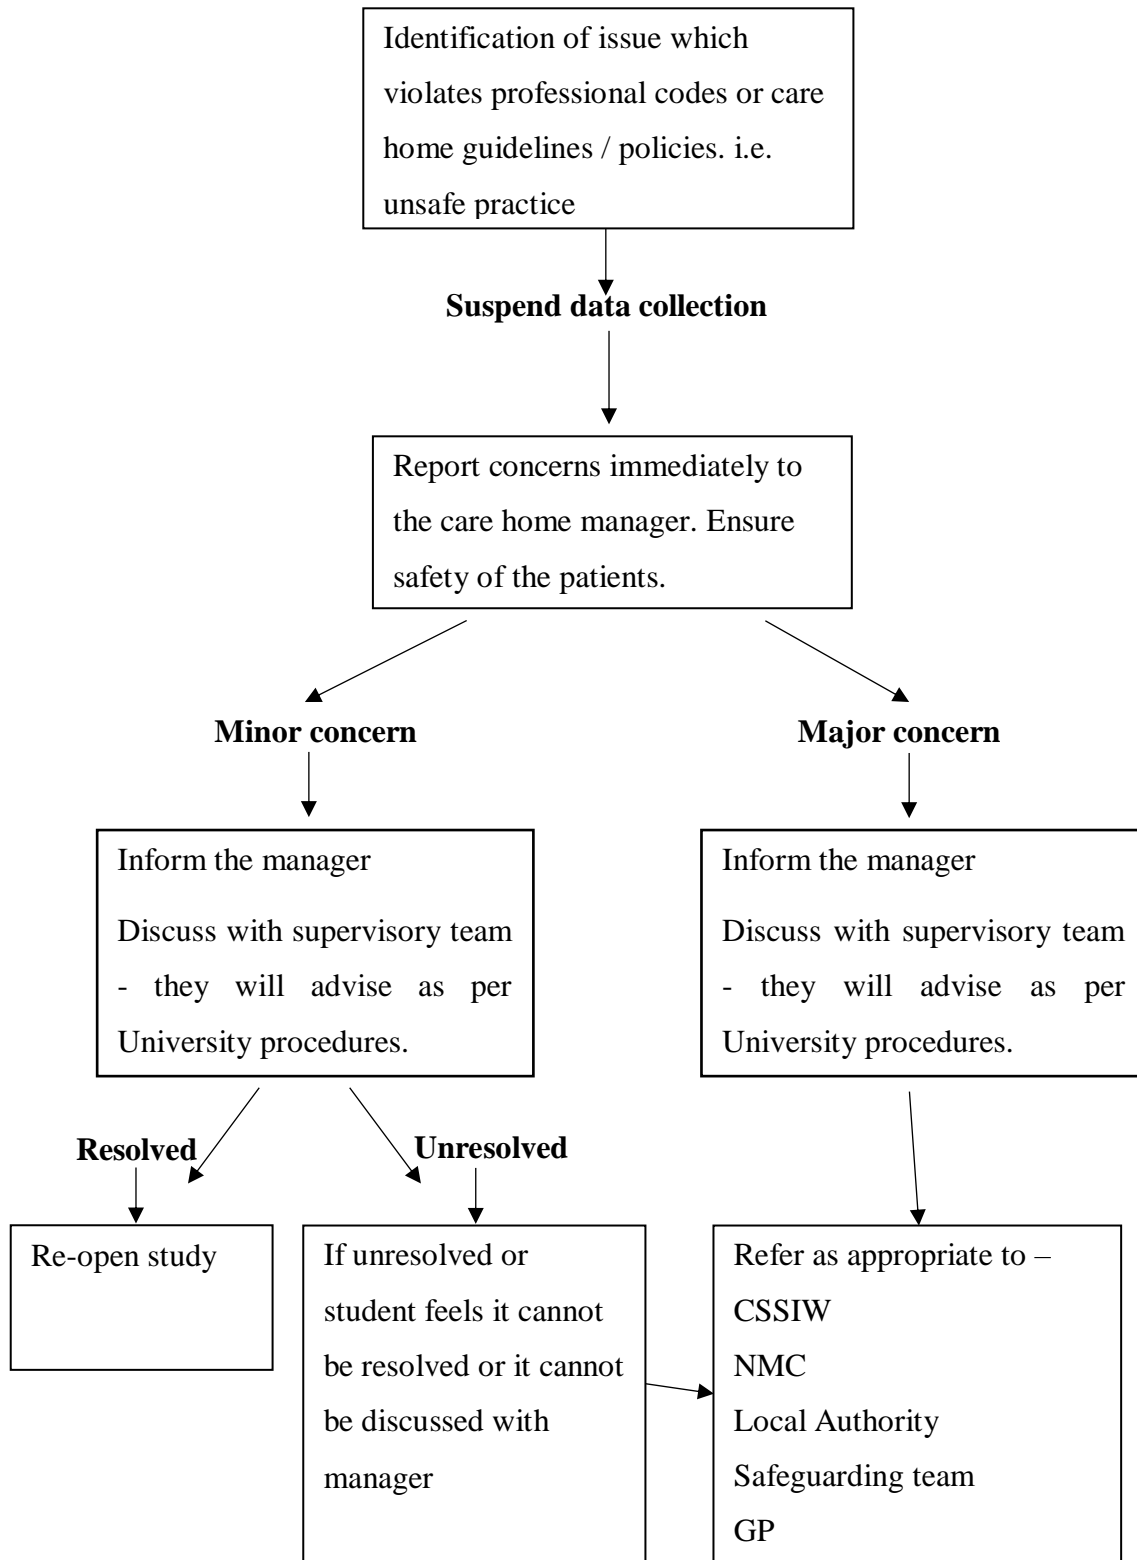 Identification of issue which
violates professional codes or care
home guidelines / policies. i.e.
unsafe practice
Suspend data collection
Report concerns immediately to
the care home manager. Ensure
safety of the patients.
Minor concern
Major concern
Inform the manager
Discuss with supervisory team
- they will advise as per
University procedures.
Inform the manager
Discuss with supervisory team
- they will advise as per
University procedures.
Resolved
Unresolved
Re-open study
If unresolved or
student feels it cannot
be resolved or it cannot
be discussed with
manager
Refer as appropriate to –
CSSIW
NMC
Local Authority
Safeguarding team
GP